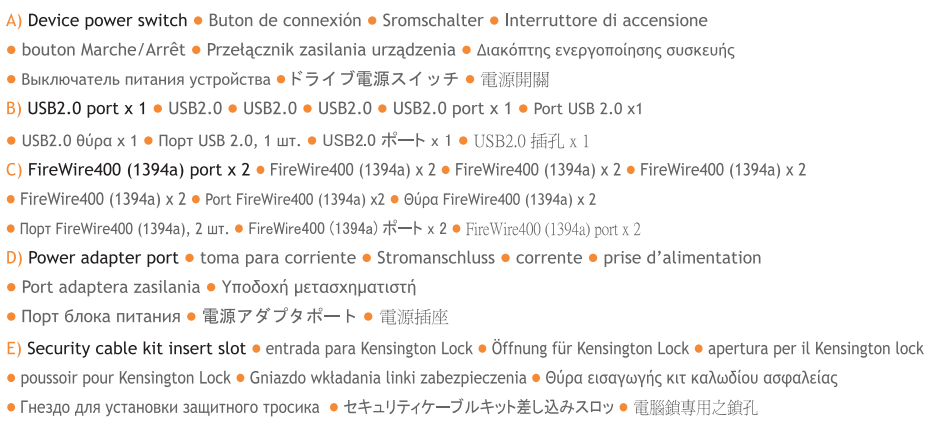 A) Device power switch ● Buton de connexión ● Sromschalter ● Interruttore di accensione
● bouton Marche/Arrêt ● Przełącznik zasilania urządzenia ● Διακόπτης ενεργοποίησης συσκευής
● Выключатель питания устройства ●ドライブ電源スイッチ ● 電源開關
B) USB2.0 port x 1 ● USB2.0 ● USB2.0 ● USB2.0 ● USB2.0 port x 1 ● Port USB 2.0 x1
● USB2.0 θύρα x 1 ● Порт USB 2.0, 1 шт. ● USB2.0 ポート x 1 ● USB2.0 插孔 x 1
C) FireWire400 (1394a) port x 2 ● FireWire400 (1394a) x 2 ● FireWire400 (1394a) x 2 ● FireWire400 (1394a) x 2
● FireWire400 (1394a) x 2 ● Port FireWire400 (1394a) x2 ● Θύρα FireWire400 (1394a) x 2
● Порт FireWire400 (1394a), 2 шт. ● FireWire400（1394a）ポート x 2 ● FireWire400 (1394a) port x 2
D) Power adapter port ● toma para corriente ● Stromanschluss ● corrente ● prise d’alimentation
● Port adaptera zasilania ● Υποδοχή μετασχηματιστή
● Порт блока питания ● 電源アダプタポート ● 電源插座
E) Security cable kit insert slot ● entrada para Kensington Lock ● Öffnung für Kensington Lock ● apertura per il Kensington lock
● poussoir pour Kensington Lock ● Gniazdo wkładania linki zabezpieczenia ● Θύρα εισαγωγής κιτ καλωδίου ασφαλείας
● Гнездо для установки защитного тросика ● セキュリティケーブルキット差し込みスロッ ● 電腦鎖專用之鎖孔